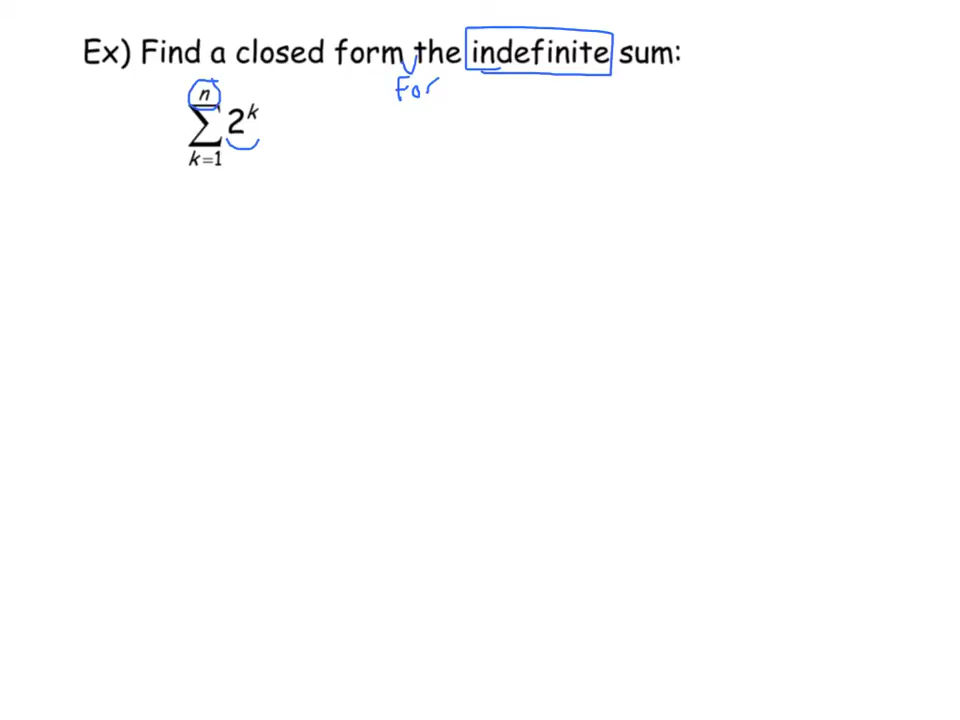 Ex) Find a closed form the indefinite sum:
For
n
∑ 2^k
k=1